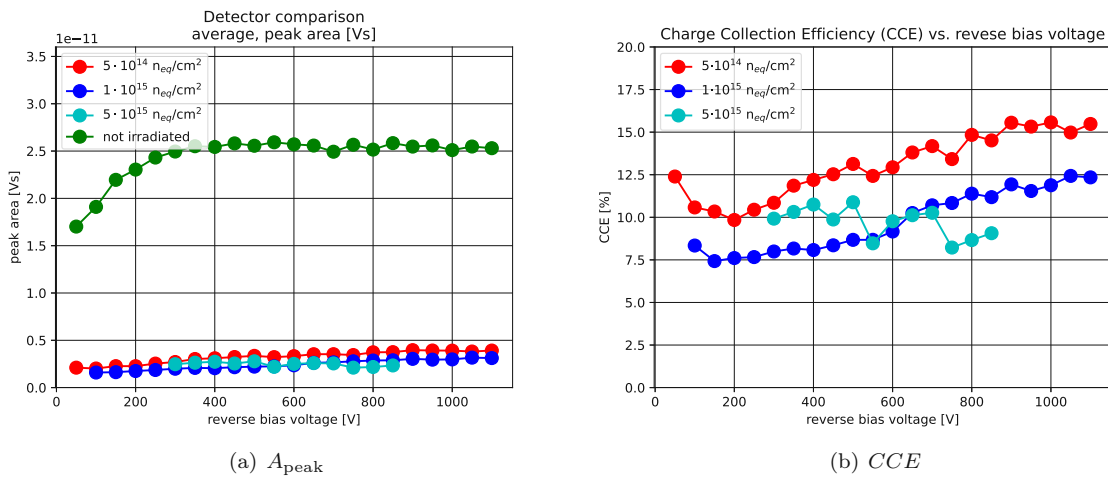 Detector comparison
average, peak area [Vs]
1e−11
3.5
3.0
2.5
2.0
1.5
1.0
0.5
0.0
peak area [Vs]
5 · 10¹⁴ n_eq/cm²
1 · 10¹⁵ n_eq/cm²
5 · 10¹⁵ n_eq/cm²
not irradiated
0 200 400 600 800 1000
reverse bias voltage [V]
(a) A_peak
Charge Collection Efficiency (CCE) vs. revese bias voltage
20.0
17.5
15.0
12.5
10.0
7.5
5.0
2.5
0.0
CCE [%]
5·10¹⁴ n_eq/cm²
1·10¹⁵ n_eq/cm²
5·10¹⁵ n_eq/cm²
0 200 400 600 800 1000
reverse bias voltage [V]
(b) CCE